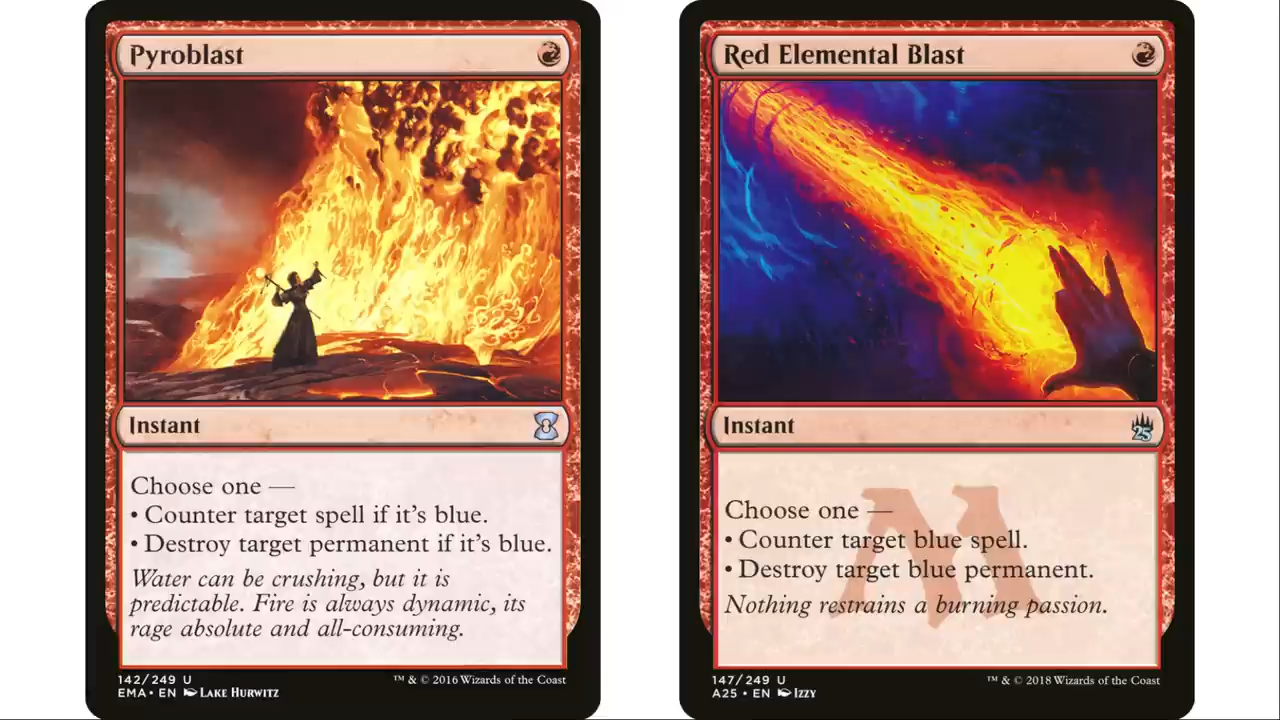 Pyroblast
Instant
Choose one —
• Counter target spell if it's blue.
• Destroy target permanent if it's blue.
Water can be crushing, but it is
predictable. Fire is always dynamic, its
rage absolute and all-consuming.
142/249 U
EMA • EN Lake Hurwitz
™ & © 2016 Wizards of the Coast
Red Elemental Blast
Instant
25
Choose one —
• Counter target blue spell.
• Destroy target blue permanent.
Nothing restrains a burning passion.
147/249 U
A25 • EN Izzy
™ & © 2018 Wizards of the Coast